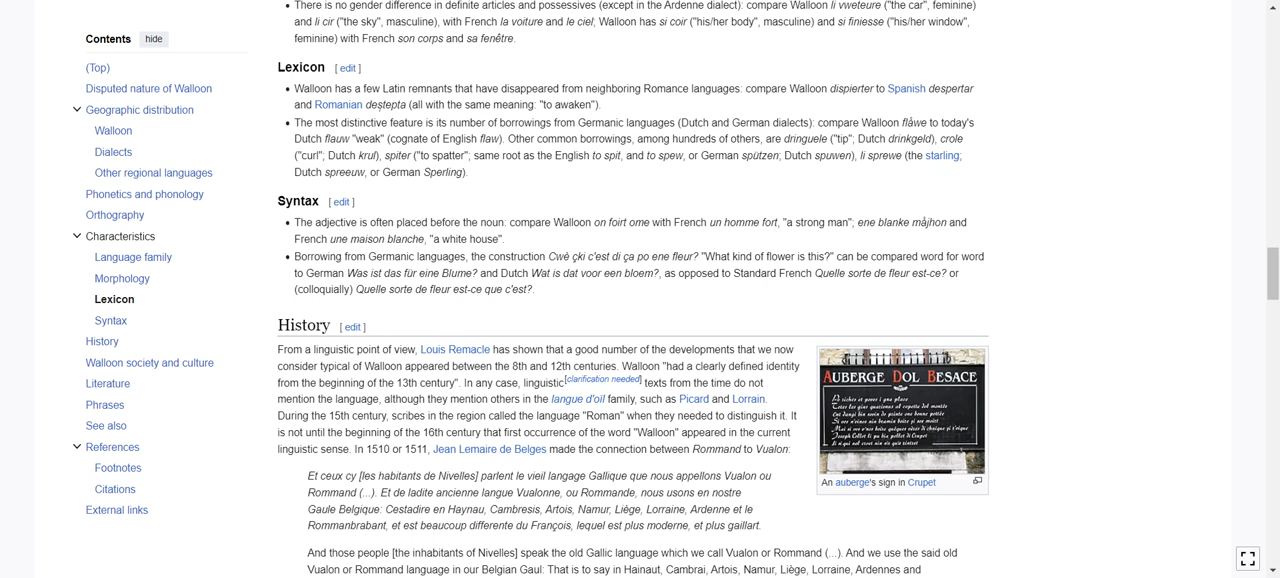 • There is no gender difference in definite articles and possessives (except in the Ardenne dialect): compare Walloon li vweteure ("the car", feminine)
and li cir ("the sky", masculine), with French la voiture and le ciel; Walloon has si coir ("his/her body", masculine) and si finiesse ("his/her window",
feminine) with French son corps and sa fenêtre.
Contents hide
(Top)
Disputed nature of Walloon
Geographic distribution
Walloon
Dialects
Other regional languages
Phonetics and phonology
Orthography
Characteristics
Language family
Morphology
Lexicon
Syntax
History
Walloon society and culture
Literature
Phrases
See also
References
Footnotes
Citations
External links
Lexicon [ edit ]
• Walloon has a few Latin remnants that have disappeared from neighboring Romance languages: compare Walloon dispierter to Spanish despertar
and Romanian deștepta (all with the same meaning: "to awaken").
• The most distinctive feature is its number of borrowings from Germanic languages (Dutch and German dialects): compare Walloon flåwe to today's
Dutch flauw "weak" (cognate of English flaw). Other common borrowings, among hundreds of others, are dringuele ("tip"; Dutch drinkgeld), crole
("curl"; Dutch krul), spiter ("to spatter"; same root as the English to spit, and to spew, or German spützen; Dutch spuwen), li sprewe (the starling;
Dutch spreeuw, or German Sperling).
Syntax [ edit ]
• The adjective is often placed before the noun: compare Walloon on foirt ome with French un homme fort, "a strong man"; ene blanke måjhon and
French une maison blanche, "a white house".
• Borrowing from Germanic languages, the construction Cwè çki c'est di ça po ene fleur? "What kind of flower is this?" can be compared word for word
to German Was ist das für eine Blume? and Dutch Wat is dat voor een bloem?, as opposed to Standard French Quelle sorte de fleur est-ce? or
(colloquially) Quelle sorte de fleur est-ce que c'est?.
History [ edit ]
From a linguistic point of view, Louis Remacle has shown that a good number of the developments that we now
consider typical of Walloon appeared between the 8th and 12th centuries. Walloon "had a clearly defined identity
from the beginning of the 13th century". In any case, linguistic[clarification needed] texts from the time do not
mention the language, although they mention others in the langue d'oïl family, such as Picard and Lorrain.
During the 15th century, scribes in the region called the language "Roman" when they needed to distinguish it. It
is not until the beginning of the 16th century that first occurrence of the word "Walloon" appeared in the current
linguistic sense. In 1510 or 1511, Jean Lemaire de Belges made the connection between Rommand to Vualon:
Et ceux cy [les habitants de Nivelles] parlent le vieil langage Gallique que nous appellons Vualon ou
Rommand (...). Et de ladite ancienne langue Vualonne, ou Rommande, nous usons en nostre
Gaule Belgique: Cestadire en Haynau, Cambresis, Artois, Namur, Liège, Lorraine, Ardenne et le
Rommanbrabant, et est beaucoup differente du François, lequel est plus moderne, et plus gaillart.
And those people [the inhabitants of Nivelles] speak the old Gallic language which we call Vualon or Rommand (...). And we use the said old
Vualon or Rommand language in our Belgian Gaul: That is to say in Hainaut, Cambrai, Artois, Namur, Liège, Lorraine, Ardennes and
AUBERGE DOL BESACE
An auberge's sign in Crupet